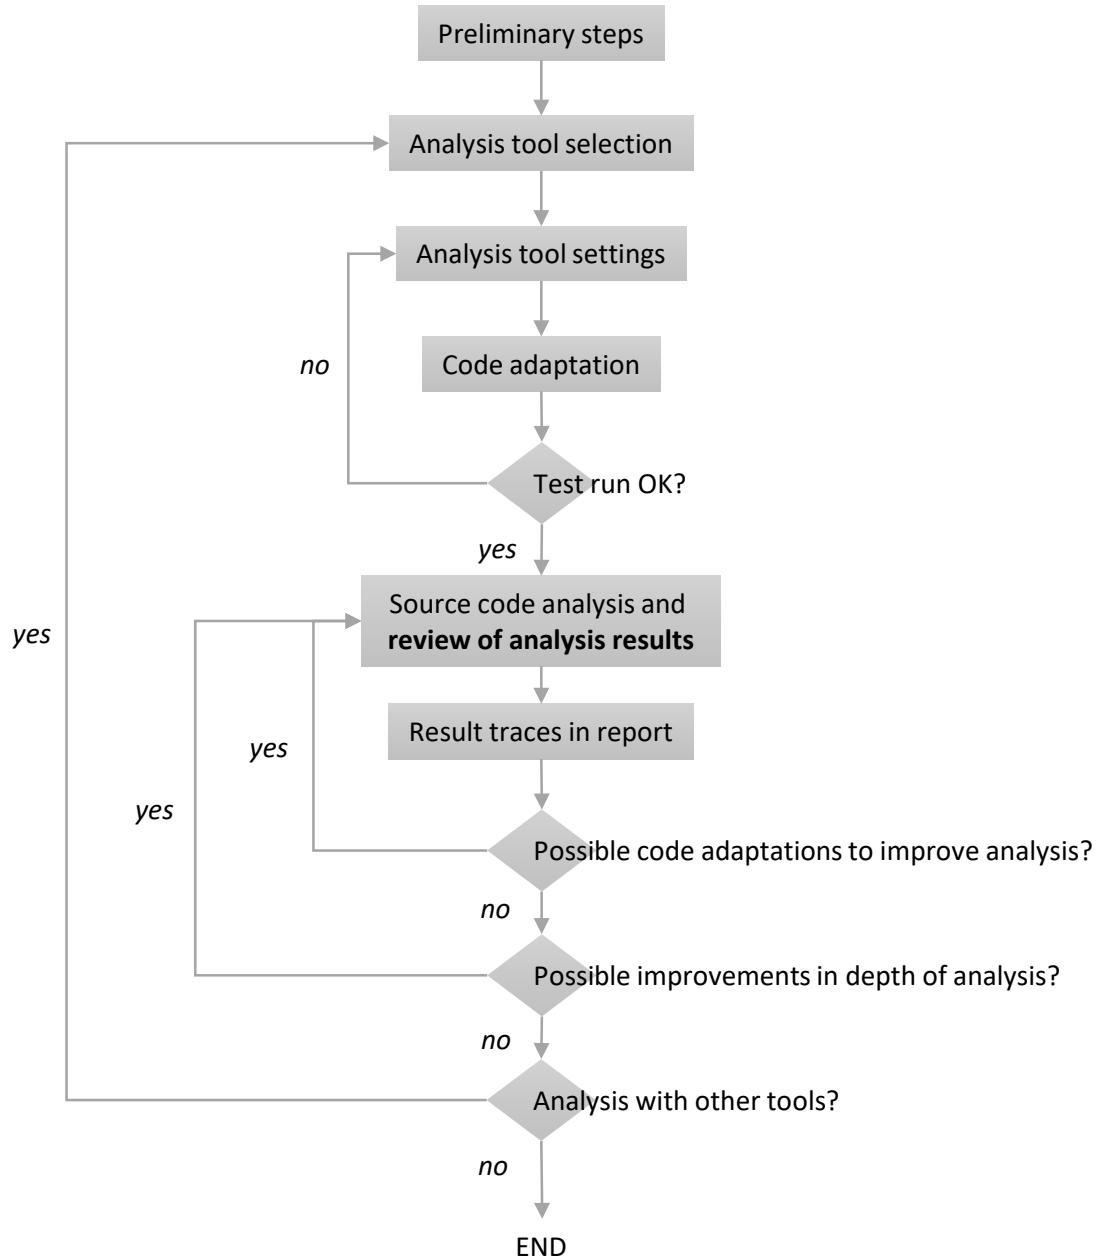 Preliminary steps
Analysis tool selection
Analysis tool settings
no
Code adaptation
Test run OK?
yes
Source code analysis and
review of analysis results
yes
Result traces in report
yes
yes
Possible code adaptations to improve analysis?
no
Possible improvements in depth of analysis?
no
Analysis with other tools?
no
END